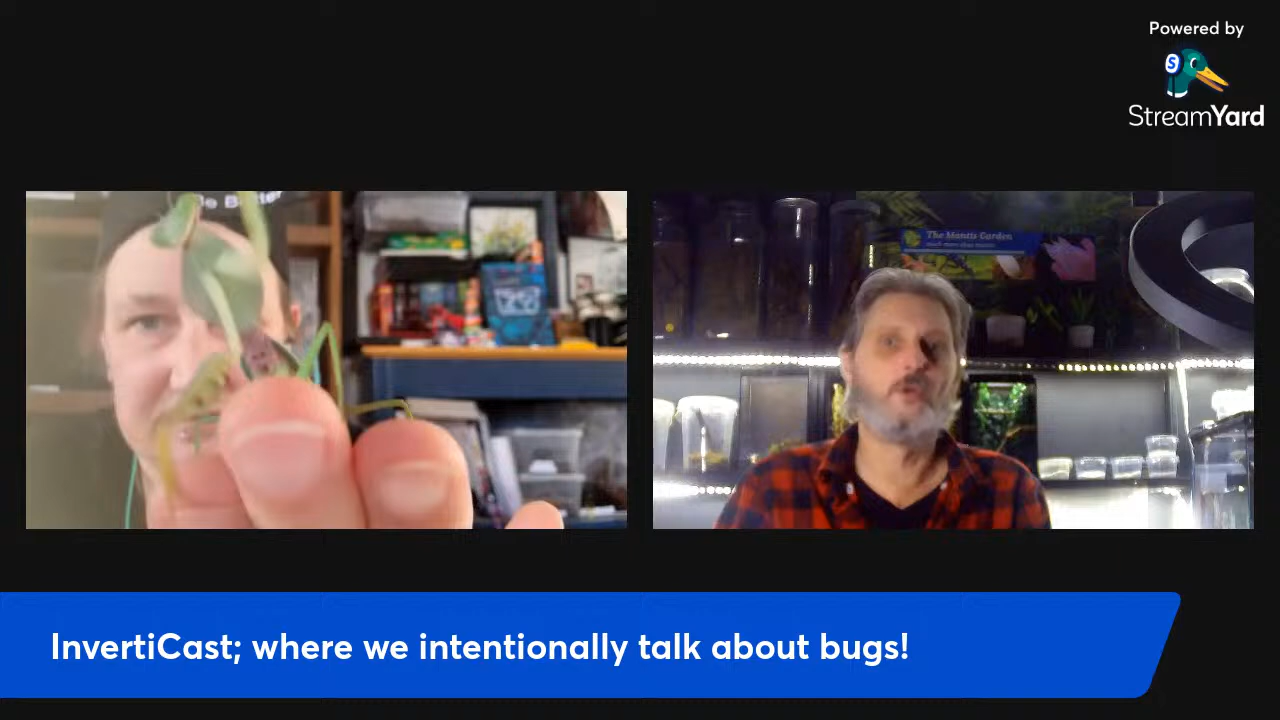 Powered by
S
StreamYard
The Mantis Garden
InvertiCast; where we intentionally talk about bugs!